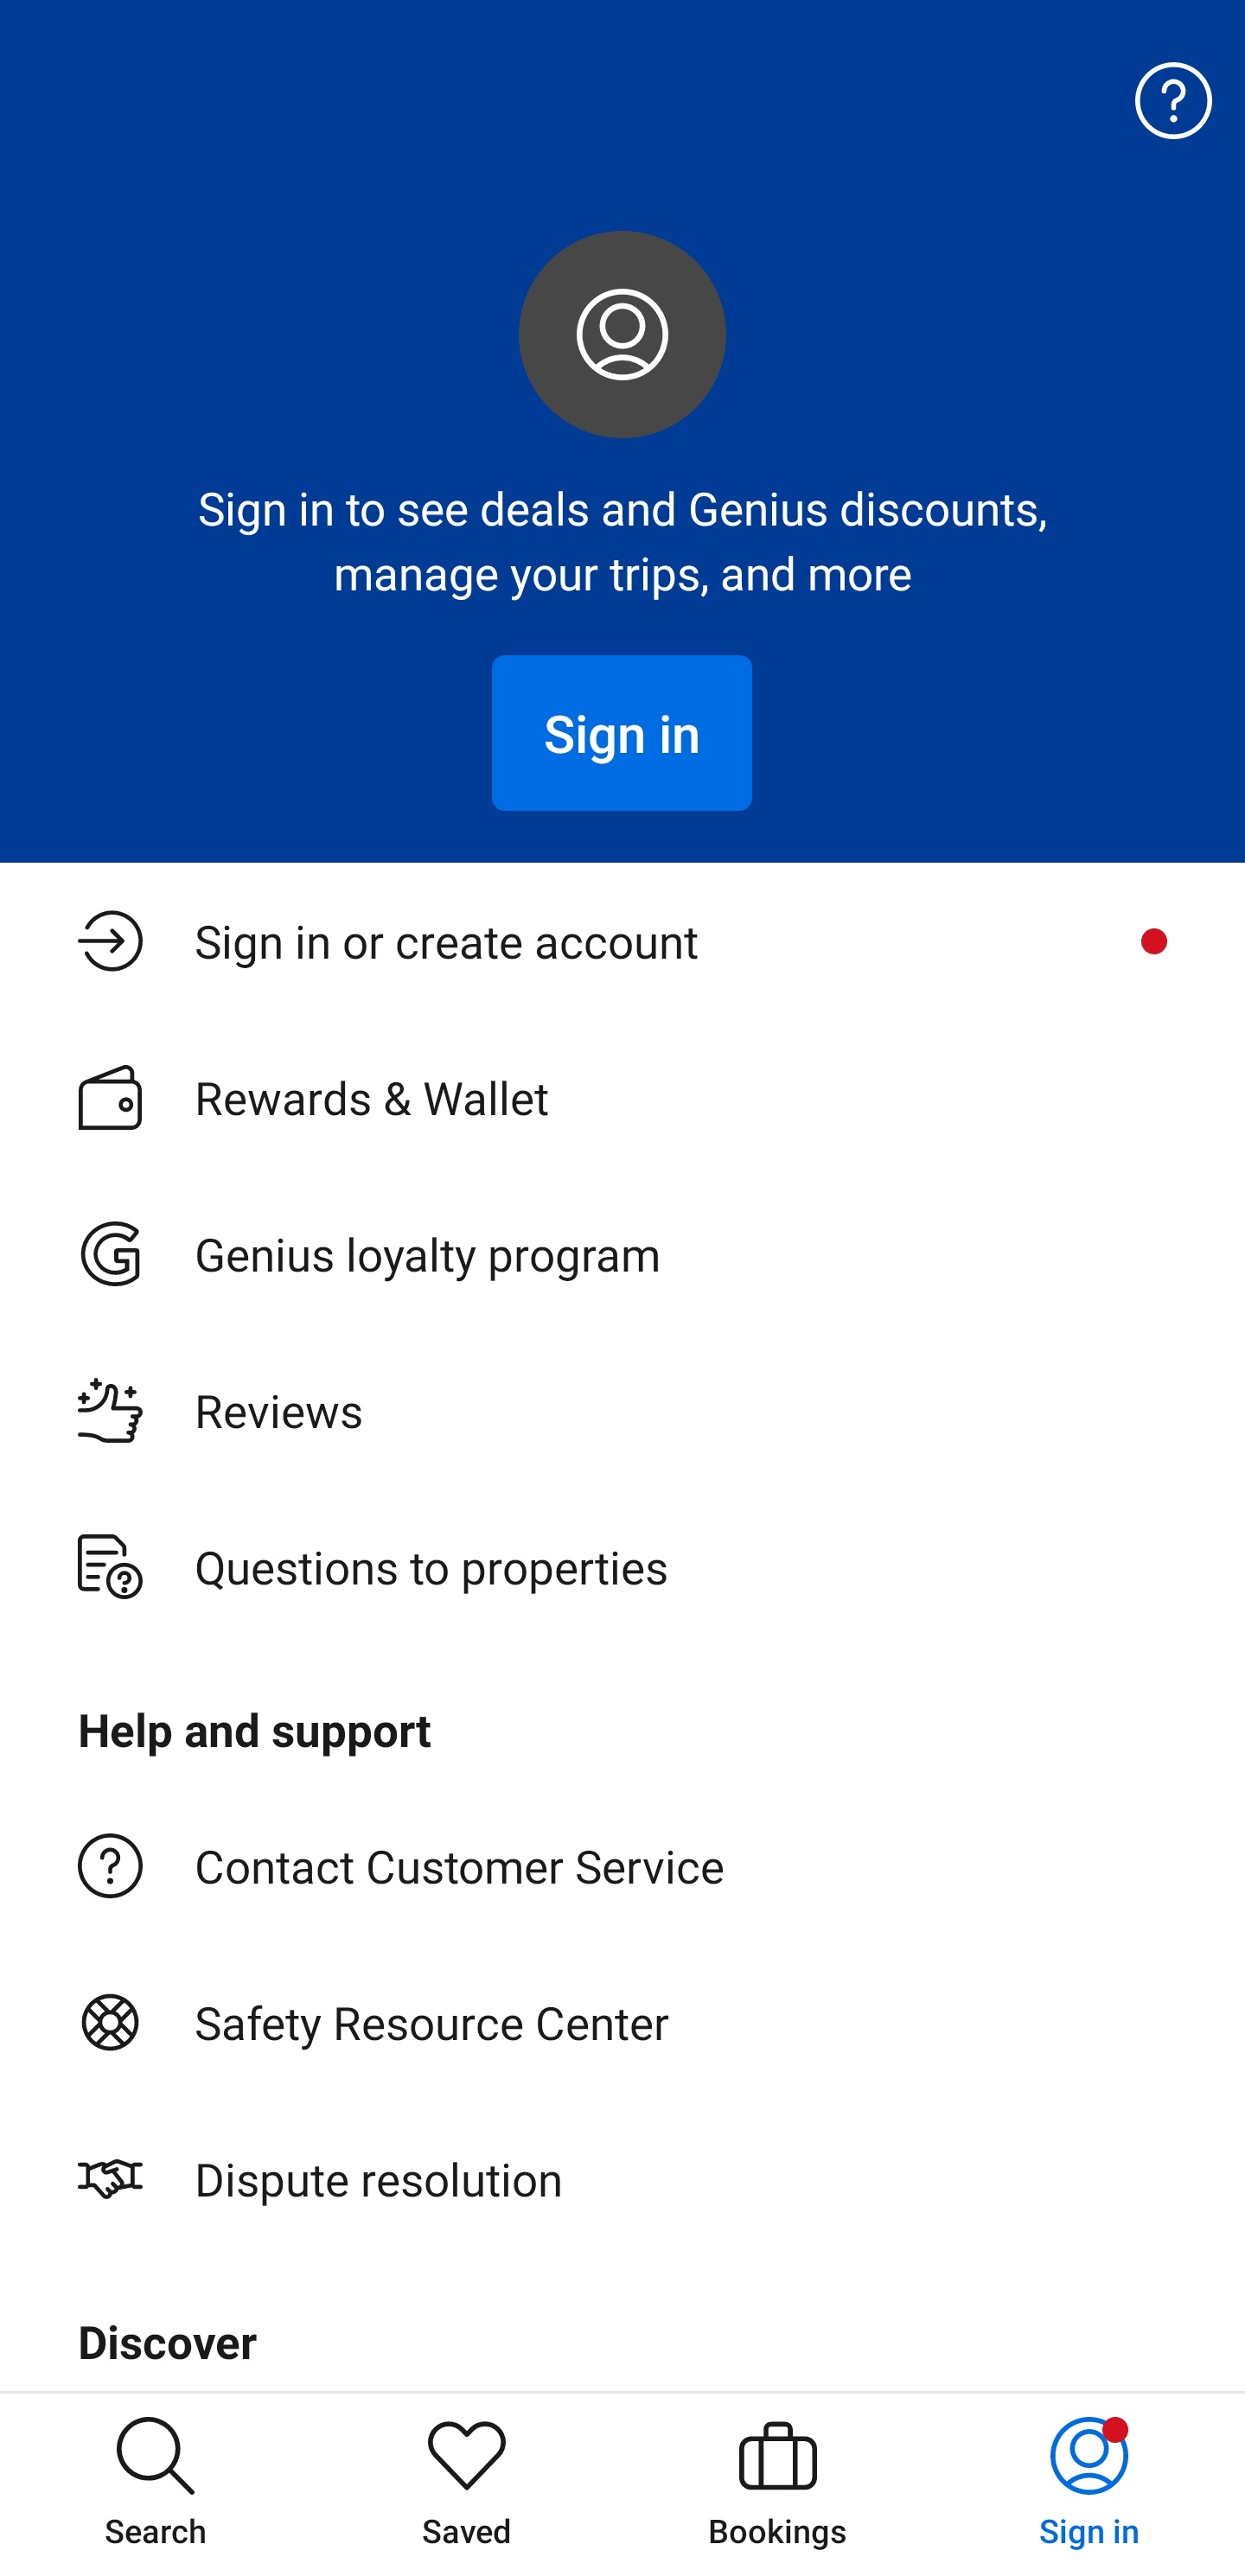 Sign in to see deals and Genius discounts,
manage your trips, and more
Sign in
Sign in or create account
Rewards & Wallet
Genius loyalty program
Reviews
Questions to properties
Help and support
Contact Customer Service
Safety Resource Center
Dispute resolution
Discover
Search
Saved
Bookings
Sign in